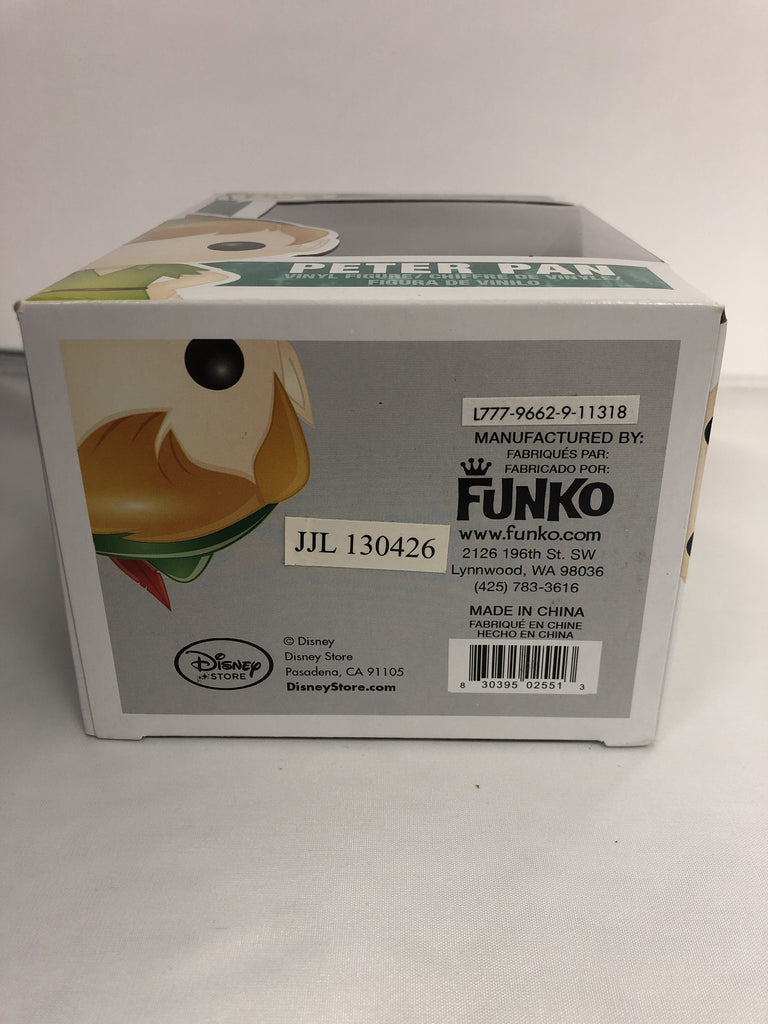 PETER PAN
VINYL FIGURE/ CHIFFRE DE VINYLE/
FIGURA DE VINILO
L777-9662-9-11318
MANUFACTURED BY:
FABRIQUÉS PAR:
FABRICADO POR:
FUNKO
www.funko.com
2126 196th St. SW
Lynnwood, WA 98036
(425) 783-3616
JJL 130426
MADE IN CHINA
FABRIQUÉ EN CHINE
HECHO EN CHINA
8 30395 02551 3
Disney
STORE
© Disney
Disney Store
Pasadena, CA 91105
DisneyStore.com